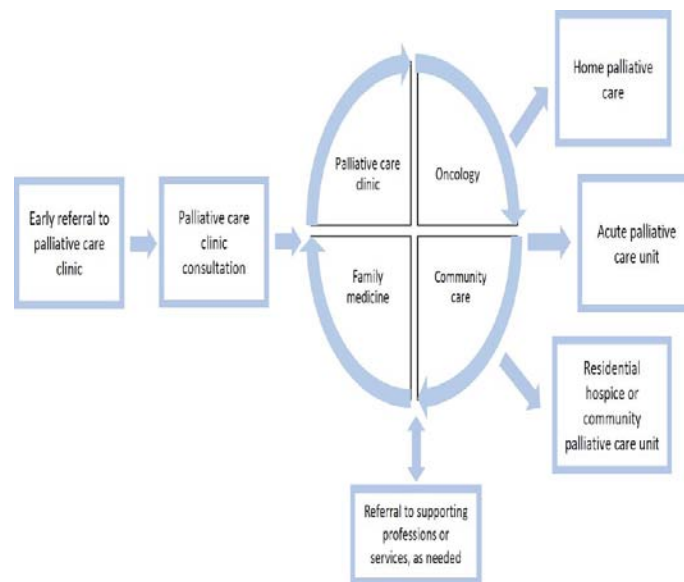 Early referral to
palliative care
clinic
Palliative care
clinic
consultation
Palliative care
clinic
Oncology
Family
medicine
Community
care
Home palliative
care
Acute palliative
care unit
Residential
hospice or
community
palliative care unit
Referral to supporting
professions or
services, as needed